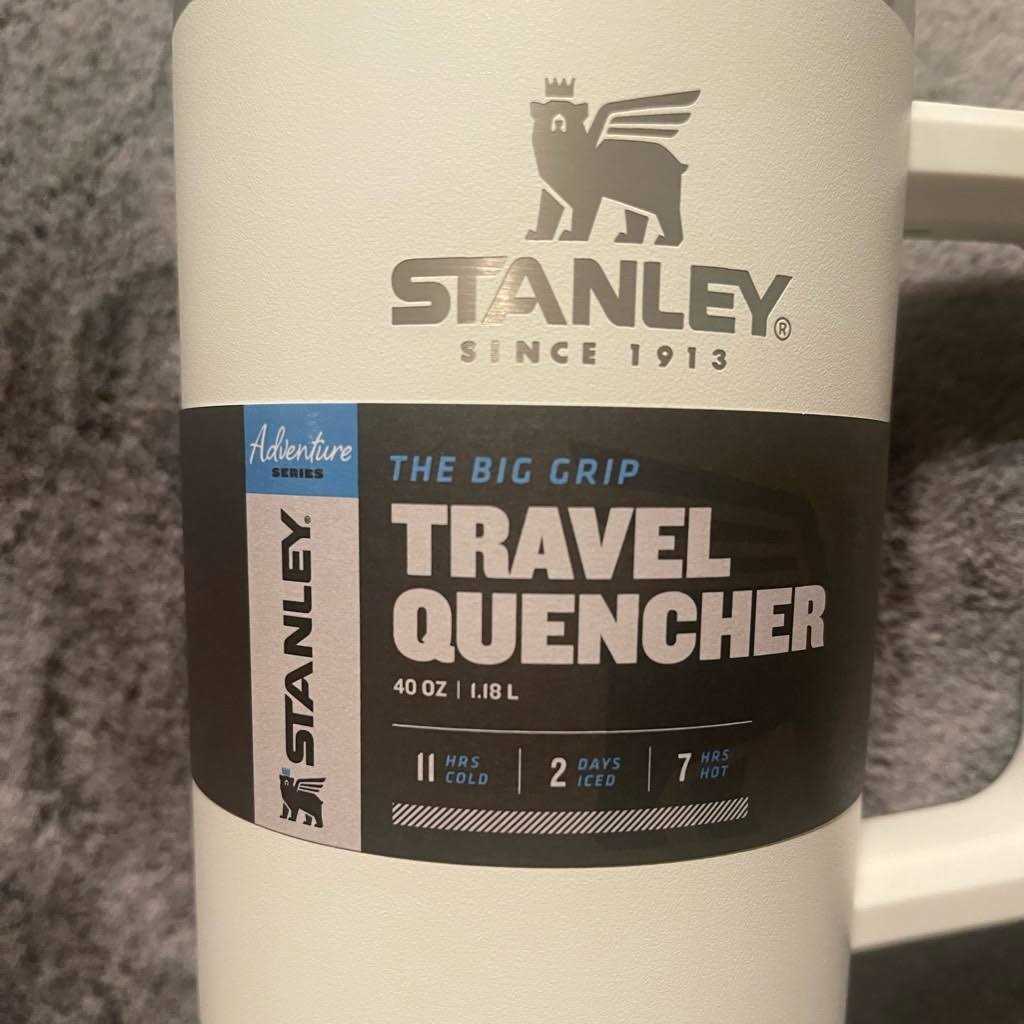 STANLEY®
SINCE 1913
Adventure
SERIES
STANLEY®
THE BIG GRIP
TRAVEL
QUENCHER
40 OZ | 1.18 L
11 HRS COLD | 2 DAYS ICED | 7 HRS HOT